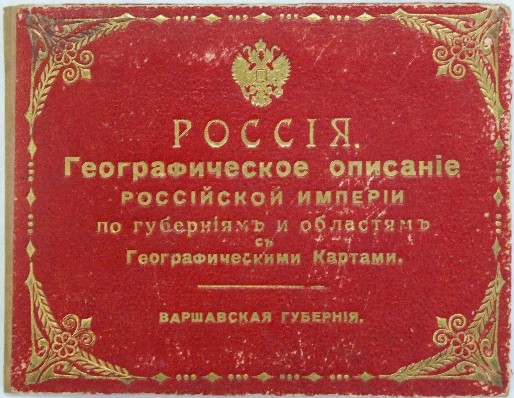 РОССІЯ.
Географическое описаніе
РОССІЙСКОЙ ИМПЕРІИ
по губерніямъ и областямъ
съ
Географическими Картами.
ВАРШАВСКАЯ ГУБЕРНІЯ.